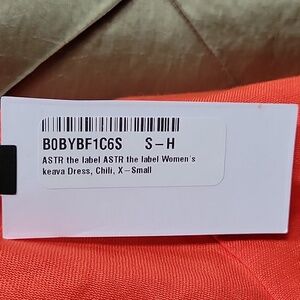 B0BYBF1C6S S-H
ASTR the label ASTR the label Women's
keava Dress, Chili, X-Small